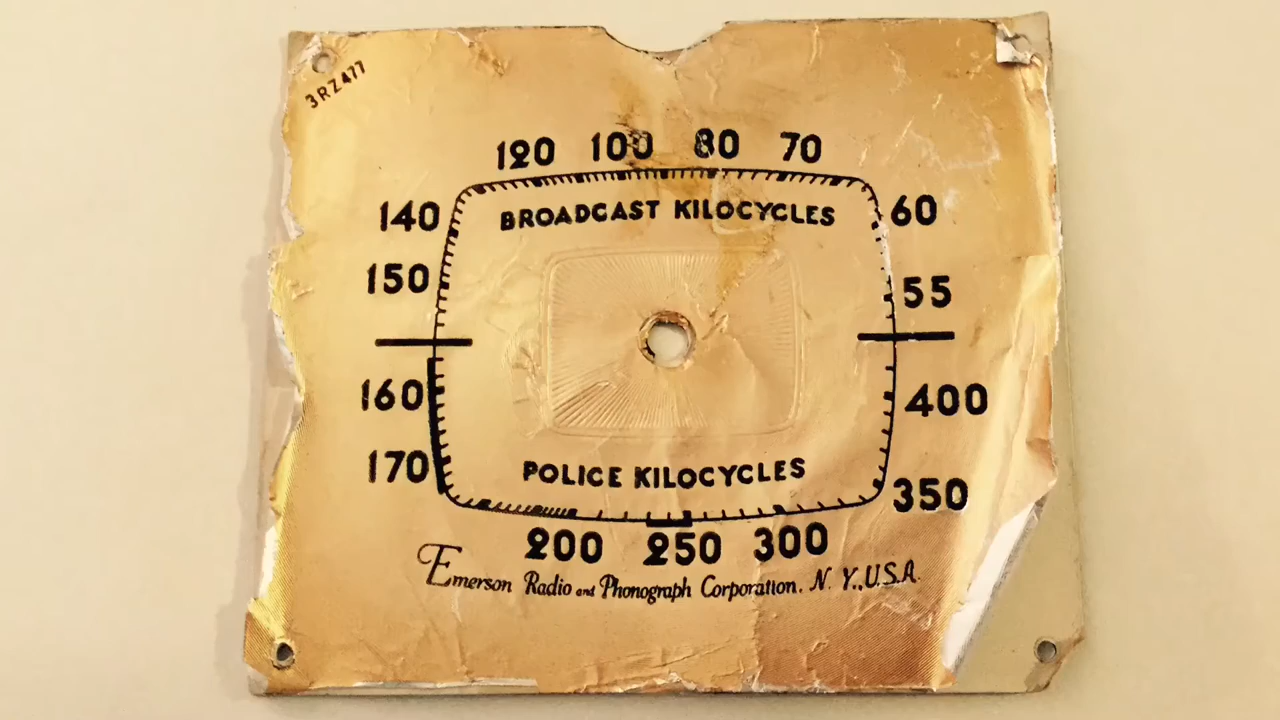 3RZ477
120 100 80 70
140 60
BROADCAST KILOCYCLES
150 55
160 400
170 350
POLICE KILOCYCLES
200 250 300
Emerson Radio and Phonograph Corporation. N. Y., U.S.A.